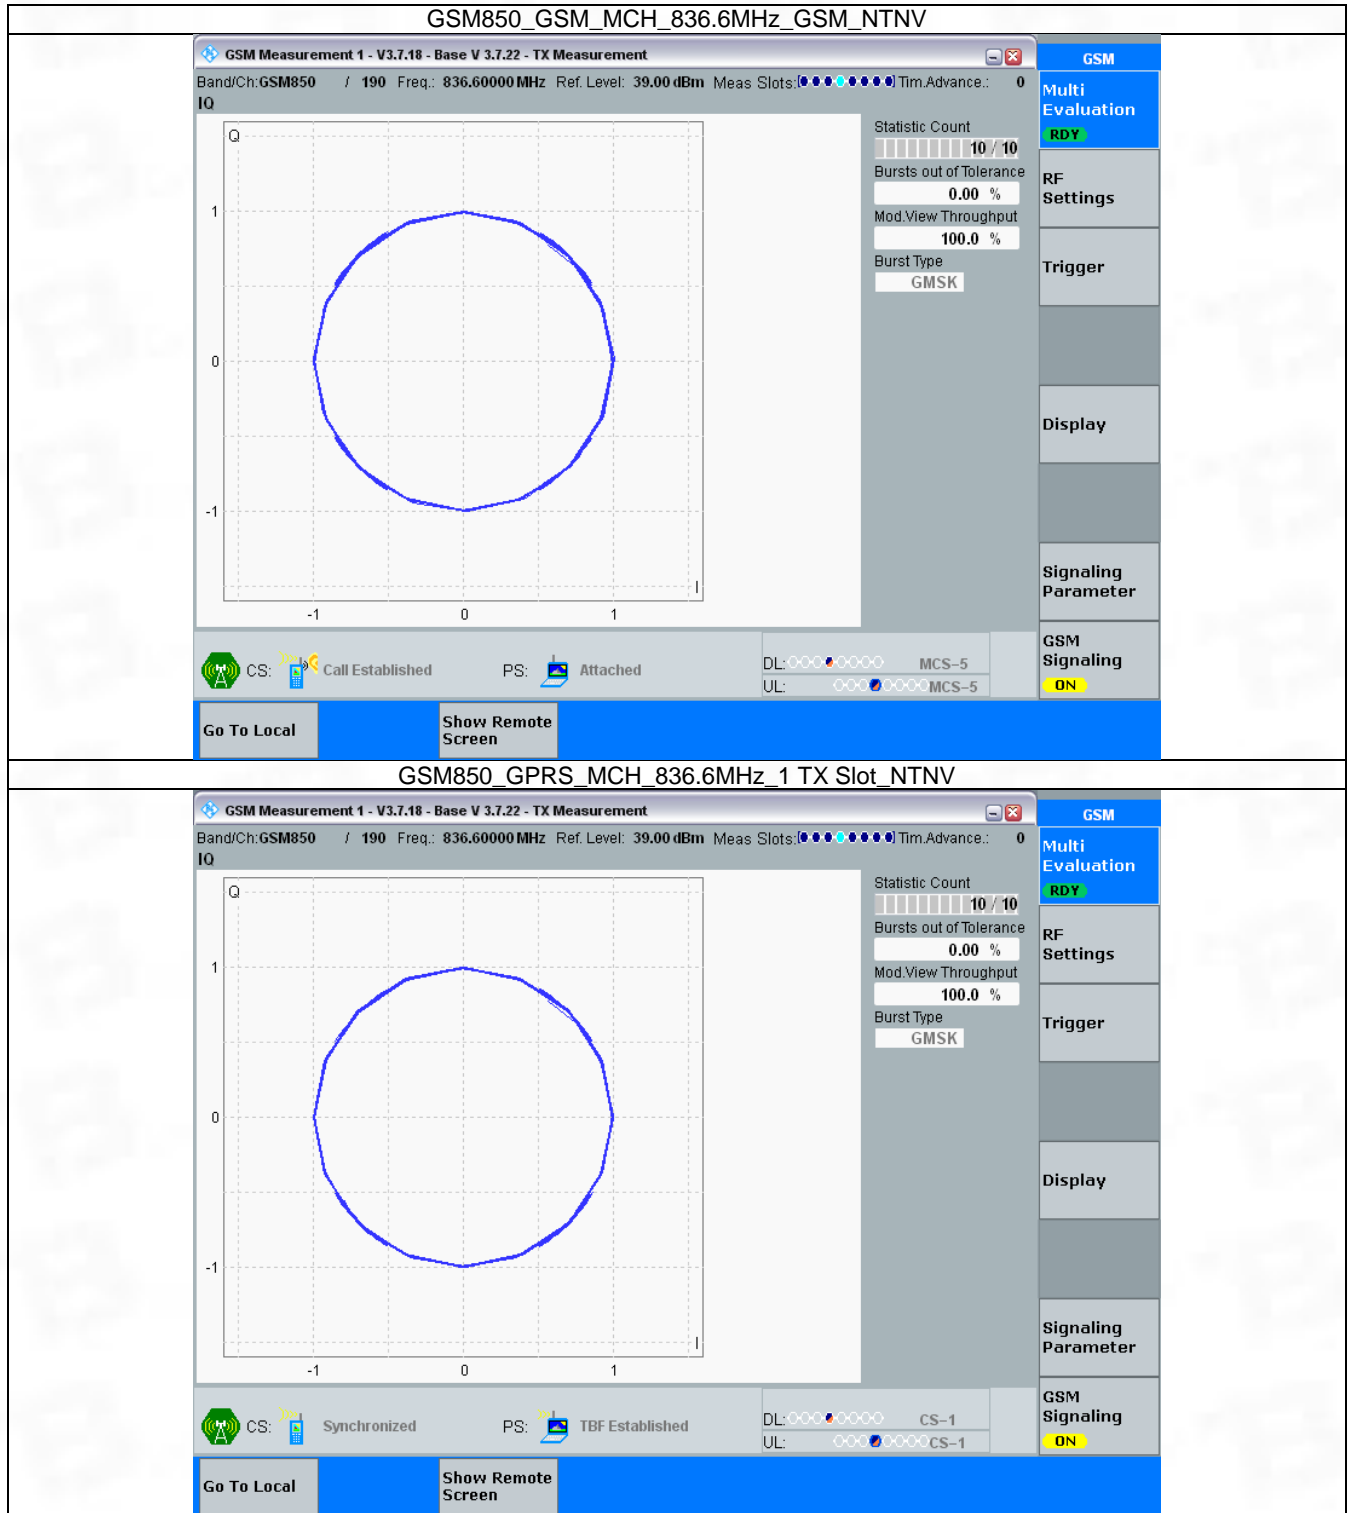 GSM850_GSM_MCH_836.6MHz_GSM_NTNV
GSM Measurement 1 - V3.7.18 - Base V 3.7.22 - TX Measurement
GSM
Band/Ch:GSM850 / 190 Freq.: 836.60000 MHz Ref. Level: 39.00 dBm Meas Slots: Tim.Advance.: 0
IQ
Multi
Evaluation
RDY
Q
Statistic Count
10 / 10
Bursts out of Tolerance
0.00 %
Mod.View Throughput
100.0 %
Burst Type
GMSK
RF
Settings
Trigger
Display
Signaling
Parameter
GSM
Signaling
ON
1
0
-1
I
-1 0 1
CS: Call Established PS: Attached DL: MCS-5
UL: MCS-5
Go To Local
Show Remote
Screen
GSM850_GPRS_MCH_836.6MHz_1 TX Slot_NTNV
GSM Measurement 1 - V3.7.18 - Base V 3.7.22 - TX Measurement
GSM
Band/Ch:GSM850 / 190 Freq.: 836.60000 MHz Ref. Level: 39.00 dBm Meas Slots: Tim.Advance.: 0
IQ
Multi
Evaluation
RDY
Q
Statistic Count
10 / 10
Bursts out of Tolerance
0.00 %
Mod.View Throughput
100.0 %
Burst Type
GMSK
RF
Settings
Trigger
Display
Signaling
Parameter
GSM
Signaling
ON
1
0
-1
I
-1 0 1
CS: Synchronized PS: TBF Established DL: CS-1
UL: CS-1
Go To Local
Show Remote
Screen